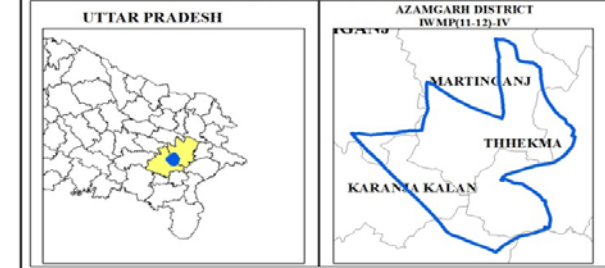 UTTAR PRADESH
AZAMGARH DISTRICT
IWMP(11-12)-IV
MARTINGANJ
THHEKMA
KARANJA KALAN